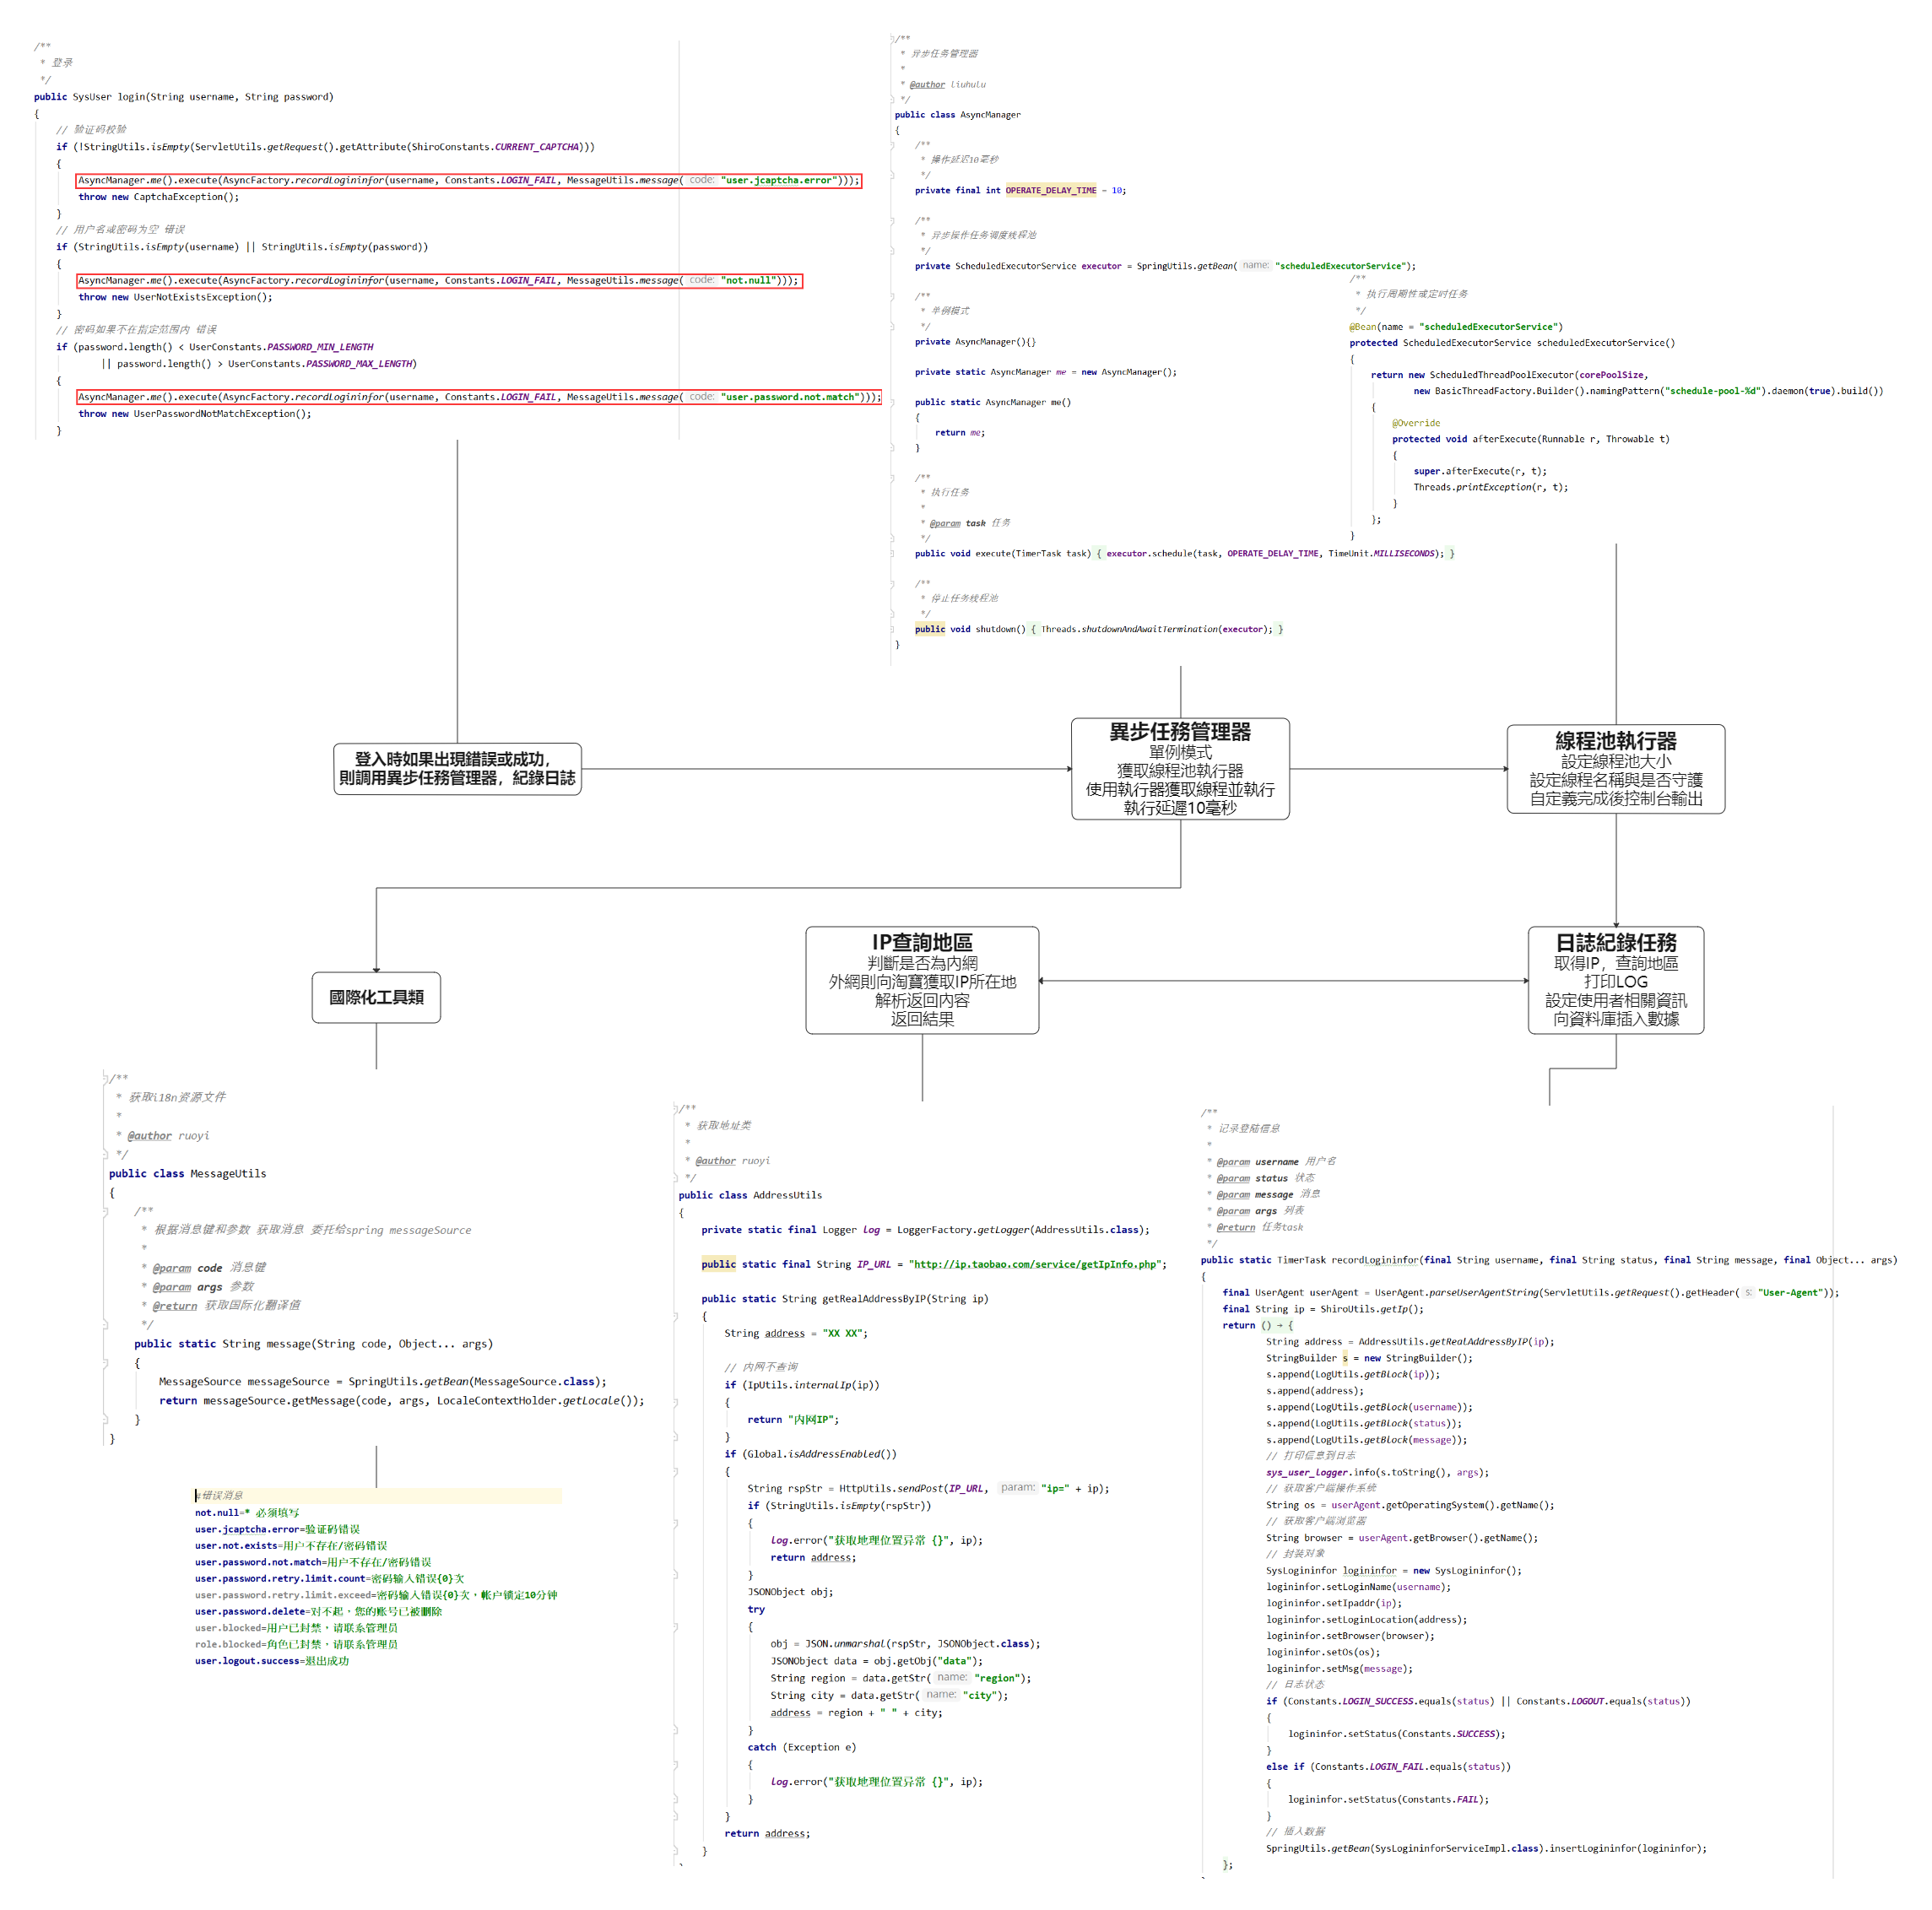 /**
 * 登录
 */
public SysUser login(String username, String password)
{
// 验证码校验
if (!StringUtils.isEmpty(ServletUtils.getRequest().getAttribute(ShiroConstants.CURRENT_CAPTCHA)))
{
AsyncManager.me().execute(AsyncFactory.recordLogininfor(username, Constants.LOGIN_FAIL, MessageUtils.message( code: "user.jcaptcha.error")));
throw new CaptchaException();
}
// 用户名或密码为空 错误
if (StringUtils.isEmpty(username) || StringUtils.isEmpty(password))
{
AsyncManager.me().execute(AsyncFactory.recordLogininfor(username, Constants.LOGIN_FAIL, MessageUtils.message( code: "not.null")));
throw new UserNotExistsException();
}
// 密码如果不在指定范围内 错误
if (password.length() < UserConstants.PASSWORD_MIN_LENGTH
|| password.length() > UserConstants.PASSWORD_MAX_LENGTH)
{
AsyncManager.me().execute(AsyncFactory.recordLogininfor(username, Constants.LOGIN_FAIL, MessageUtils.message( code: "user.password.not.match")));
throw new UserPasswordNotMatchException();
}
/**
 * 异步任务管理器
 *
 * @author liuhulu
 */
public class AsyncManager
{
/**
 * 操作延迟10毫秒
 */
private final int OPERATE_DELAY_TIME = 10;
/**
 * 异步操作任务调度线程池
 */
private ScheduledExecutorService executor = SpringUtils.getBean( name: "scheduledExecutorService");
/**
 * 单例模式
 */
private AsyncManager(){}
private static AsyncManager me = new AsyncManager();
public static AsyncManager me()
{
return me;
}
/**
 * 执行任务
 *
 * @param task 任务
 */
public void execute(TimerTask task) { executor.schedule(task, OPERATE_DELAY_TIME, TimeUnit.MILLISECONDS); }
/**
 * 停止任务线程池
 */
public void shutdown() { Threads.shutdownAndAwaitTermination(executor); }
}
/**
 * 执行周期性或定时任务
 */
@Bean(name = "scheduledExecutorService")
protected ScheduledExecutorService scheduledExecutorService()
{
return new ScheduledThreadPoolExecutor(corePoolSize,
new BasicThreadFactory.Builder().namingPattern("schedule-pool-%d").daemon(true).build())
{
@Override
protected void afterExecute(Runnable r, Throwable t)
{
super.afterExecute(r, t);
Threads.printException(r, t);
}
};
}
登入時如果出現錯誤或成功，
則調用異步任務管理器，紀錄日誌
異步任務管理器
單例模式
獲取線程池執行器
使用執行器獲取線程並執行
執行延遲10毫秒
線程池執行器
設定線程池大小
設定線程名稱與是否守護
自定義完成後控制台輸出
國際化工具類
IP查詢地區
判斷是否為內網
外網則向淘寶獲取IP所在地
解析返回內容
返回結果
日誌紀錄任務
取得IP，查詢地區
打印LOG
設定使用者相關資訊
向資料庫插入數據
/**
 * 获取i18n资源文件
 *
 * @author ruoyi
 */
public class MessageUtils
{
/**
 * 根据消息键和参数 获取消息 委托给spring messageSource
 *
 * @param code 消息键
 * @param args 参数
 * @return 获取国际化翻译值
 */
public static String message(String code, Object... args)
{
MessageSource messageSource = SpringUtils.getBean(MessageSource.class);
return messageSource.getMessage(code, args, LocaleContextHolder.getLocale());
}
}
#错误消息
not.null=* 必须填写
user.jcaptcha.error=验证码错误
user.not.exists=用户不存在/密码错误
user.password.not.match=用户不存在/密码错误
user.password.retry.limit.count=密码输入错误{0}次
user.password.retry.limit.exceed=密码输入错误{0}次，帐户锁定10分钟
user.password.delete=对不起，您的账号已被删除
user.blocked=用户已封禁，请联系管理员
role.blocked=角色已封禁，请联系管理员
user.logout.success=退出成功
/**
 * 获取地址类
 *
 * @author ruoyi
 */
public class AddressUtils
{
private static final Logger log = LoggerFactory.getLogger(AddressUtils.class);
public static final String IP_URL = "http://ip.taobao.com/service/getIpInfo.php";
public static String getRealAddressByIP(String ip)
{
String address = "XX XX";
// 内网不查询
if (IpUtils.internalIp(ip))
{
return "内网IP";
}
if (Global.isAddressEnabled())
{
String rspStr = HttpUtils.sendPost(IP_URL, param: "ip=" + ip);
if (StringUtils.isEmpty(rspStr))
{
log.error("获取地理位置异常 {}", ip);
return address;
}
JSONObject obj;
try
{
obj = JSON.unmarshal(rspStr, JSONObject.class);
JSONObject data = obj.getObj("data");
String region = data.getStr( name: "region");
String city = data.getStr( name: "city");
address = region + " " + city;
}
catch (Exception e)
{
log.error("获取地理位置异常 {}", ip);
}
}
return address;
}
/**
 * 记录登陆信息
 *
 * @param username 用户名
 * @param status 状态
 * @param message 消息
 * @param args 列表
 * @return 任务task
 */
public static TimerTask recordLogininfor(final String username, final String status, final String message, final Object... args)
{
final UserAgent userAgent = UserAgent.parseUserAgentString(ServletUtils.getRequest().getHeader( s: "User-Agent"));
final String ip = ShiroUtils.getIp();
return () → {
String address = AddressUtils.getRealAddressByIP(ip);
StringBuilder s = new StringBuilder();
s.append(LogUtils.getBlock(ip));
s.append(address);
s.append(LogUtils.getBlock(username));
s.append(LogUtils.getBlock(status));
s.append(LogUtils.getBlock(message));
// 打印信息到日志
sys_user_logger.info(s.toString(), args);
// 获取客户端操作系统
String os = userAgent.getOperatingSystem().getName();
// 获取客户端浏览器
String browser = userAgent.getBrowser().getName();
// 封装对象
SysLogininfor logininfor = new SysLogininfor();
logininfor.setLoginName(username);
logininfor.setIpaddr(ip);
logininfor.setLoginLocation(address);
logininfor.setBrowser(browser);
logininfor.setOs(os);
logininfor.setMsg(message);
// 日志状态
if (Constants.LOGIN_SUCCESS.equals(status) || Constants.LOGOUT.equals(status))
{
logininfor.setStatus(Constants.SUCCESS);
}
else if (Constants.LOGIN_FAIL.equals(status))
{
logininfor.setStatus(Constants.FAIL);
}
// 插入数据
SpringUtils.getBean(SysLogininforServiceImpl.class).insertLogininfor(logininfor);
};